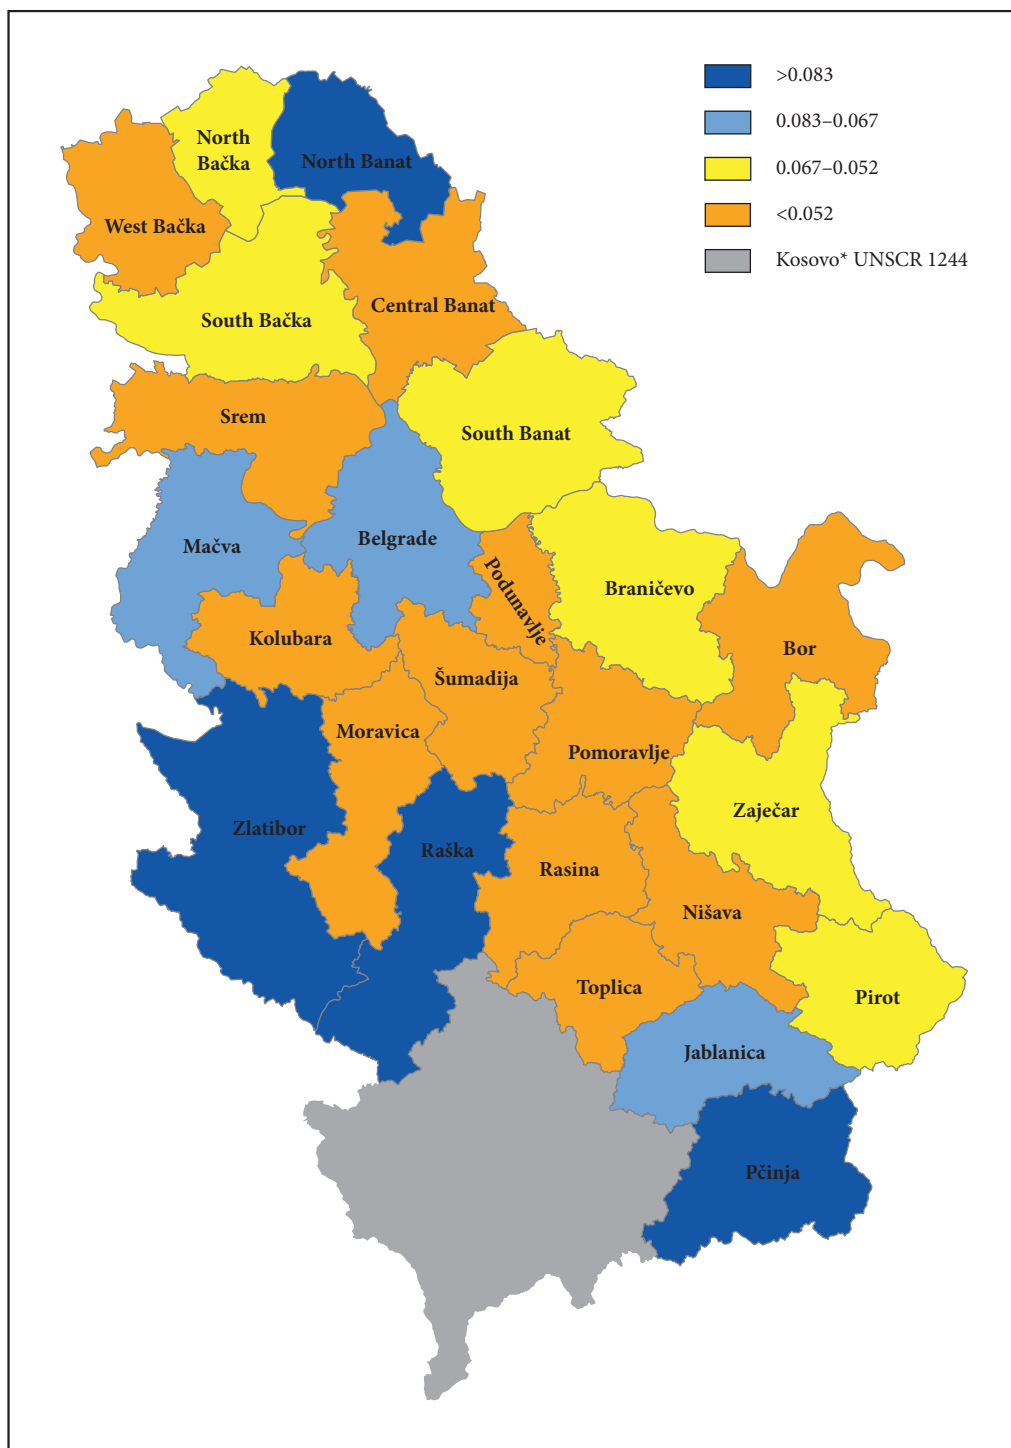 >0.083
0.083–0.067
0.067–0.052
<0.052
Kosovo* UNSCR 1244
North
Bačka
North Banat
West Bačka
Central Banat
South Bačka
Srem
South Banat
Mačva
Belgrade
Podunavlje
Braničevo
Kolubara
Bor
Šumadija
Moravica
Pomoravlje
Zaječar
Zlatibor
Raška
Rasina
Nišava
Toplica
Pirot
Jablanica
Pčinja